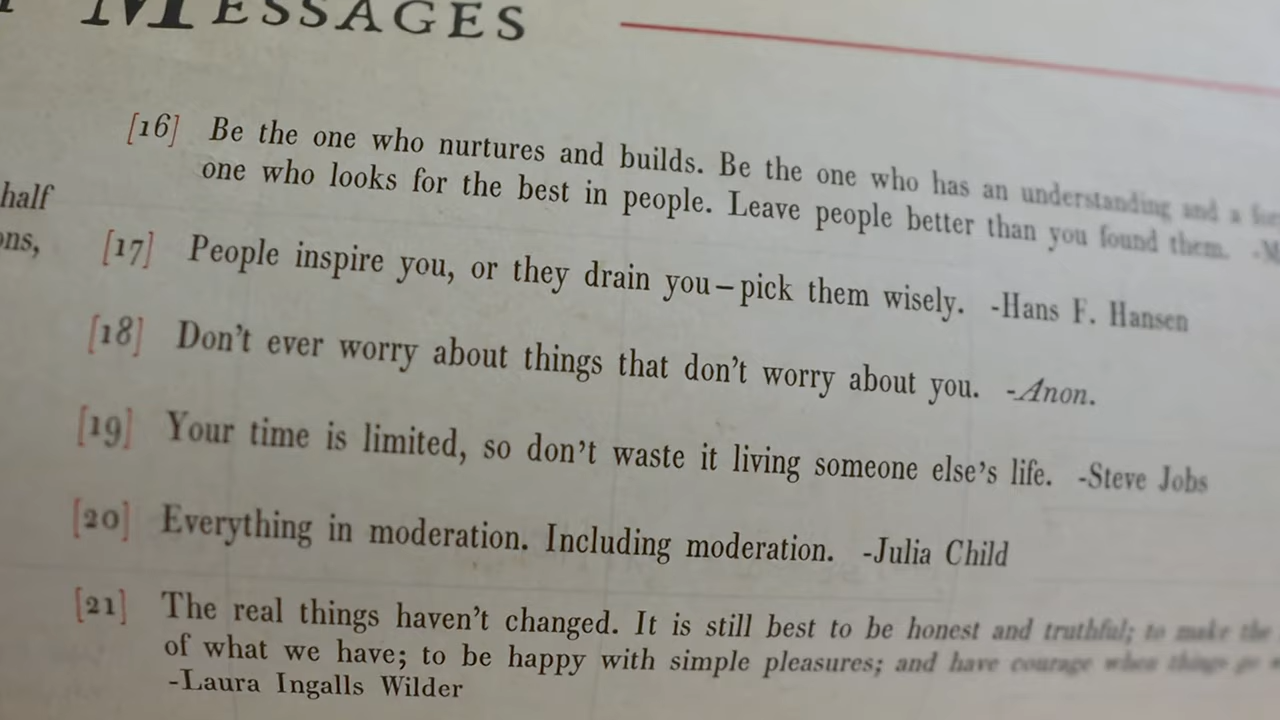 MESSAGES
[16] Be the one who nurtures and builds. Be the one who has an understanding and a
one who looks for the best in people. Leave people better than you found them.
half
[17] People inspire you, or they drain you – pick them wisely. -Hans F. Hansen
[18] Don't ever worry about things that don't worry about you. -Anon.
[19] Your time is limited, so don't waste it living someone else's life. -Steve Jobs
[20] Everything in moderation. Including moderation. -Julia Child
[21] The real things haven't changed. It is still best to be honest and truthful; to make the
of what we have; to be happy with simple pleasures; and have courage when things go
-Laura Ingalls Wilder